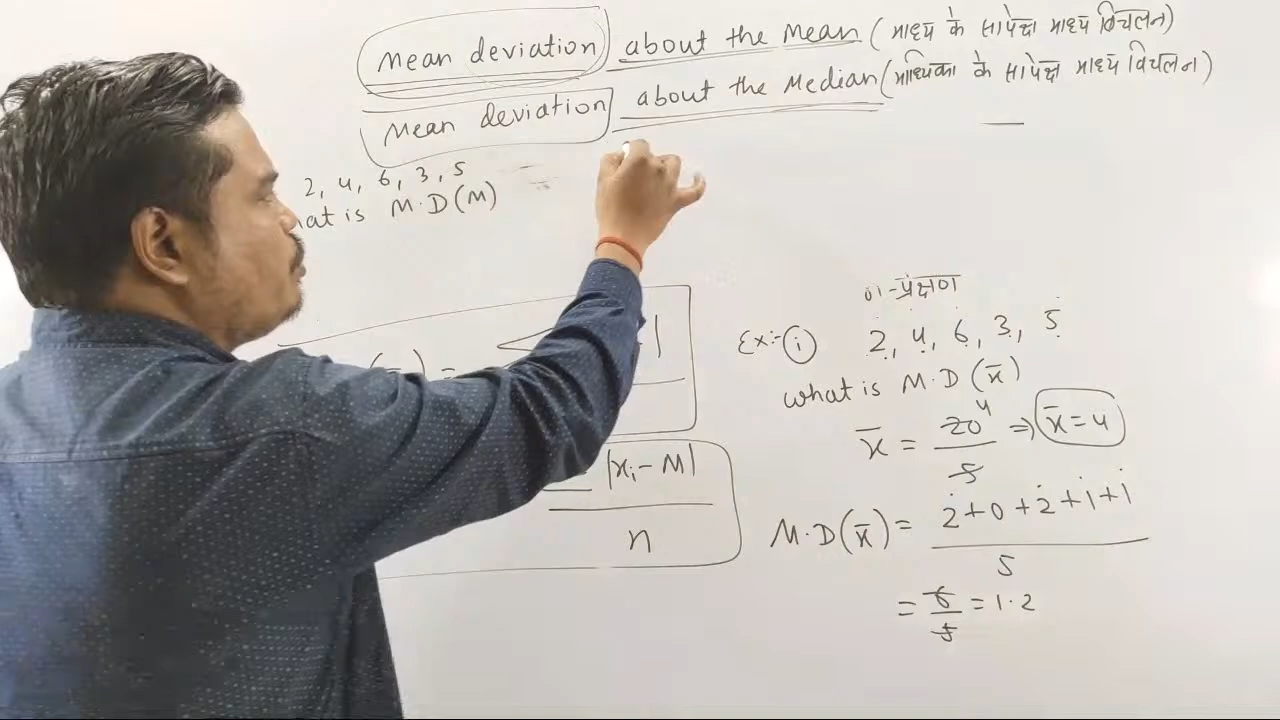 Mean deviation about the Mean (माध्य के सापेक्ष माध्य विचलन)
Mean deviation about the Median (माध्यिका के सापेक्ष माध्य विचलन)
2, 4, 6, 3, 5
is M.D(M)
|xi - M|
n
प्रेक्षण
Ex:- (i) 2, 4, 6, 3, 5
what is M.D (x̄)
x̄ = 20/5 4 ⇒ x̄ = 4
M.D(x̄) = 2+0+2+1+1 / 5
= 6/5 = 1.2